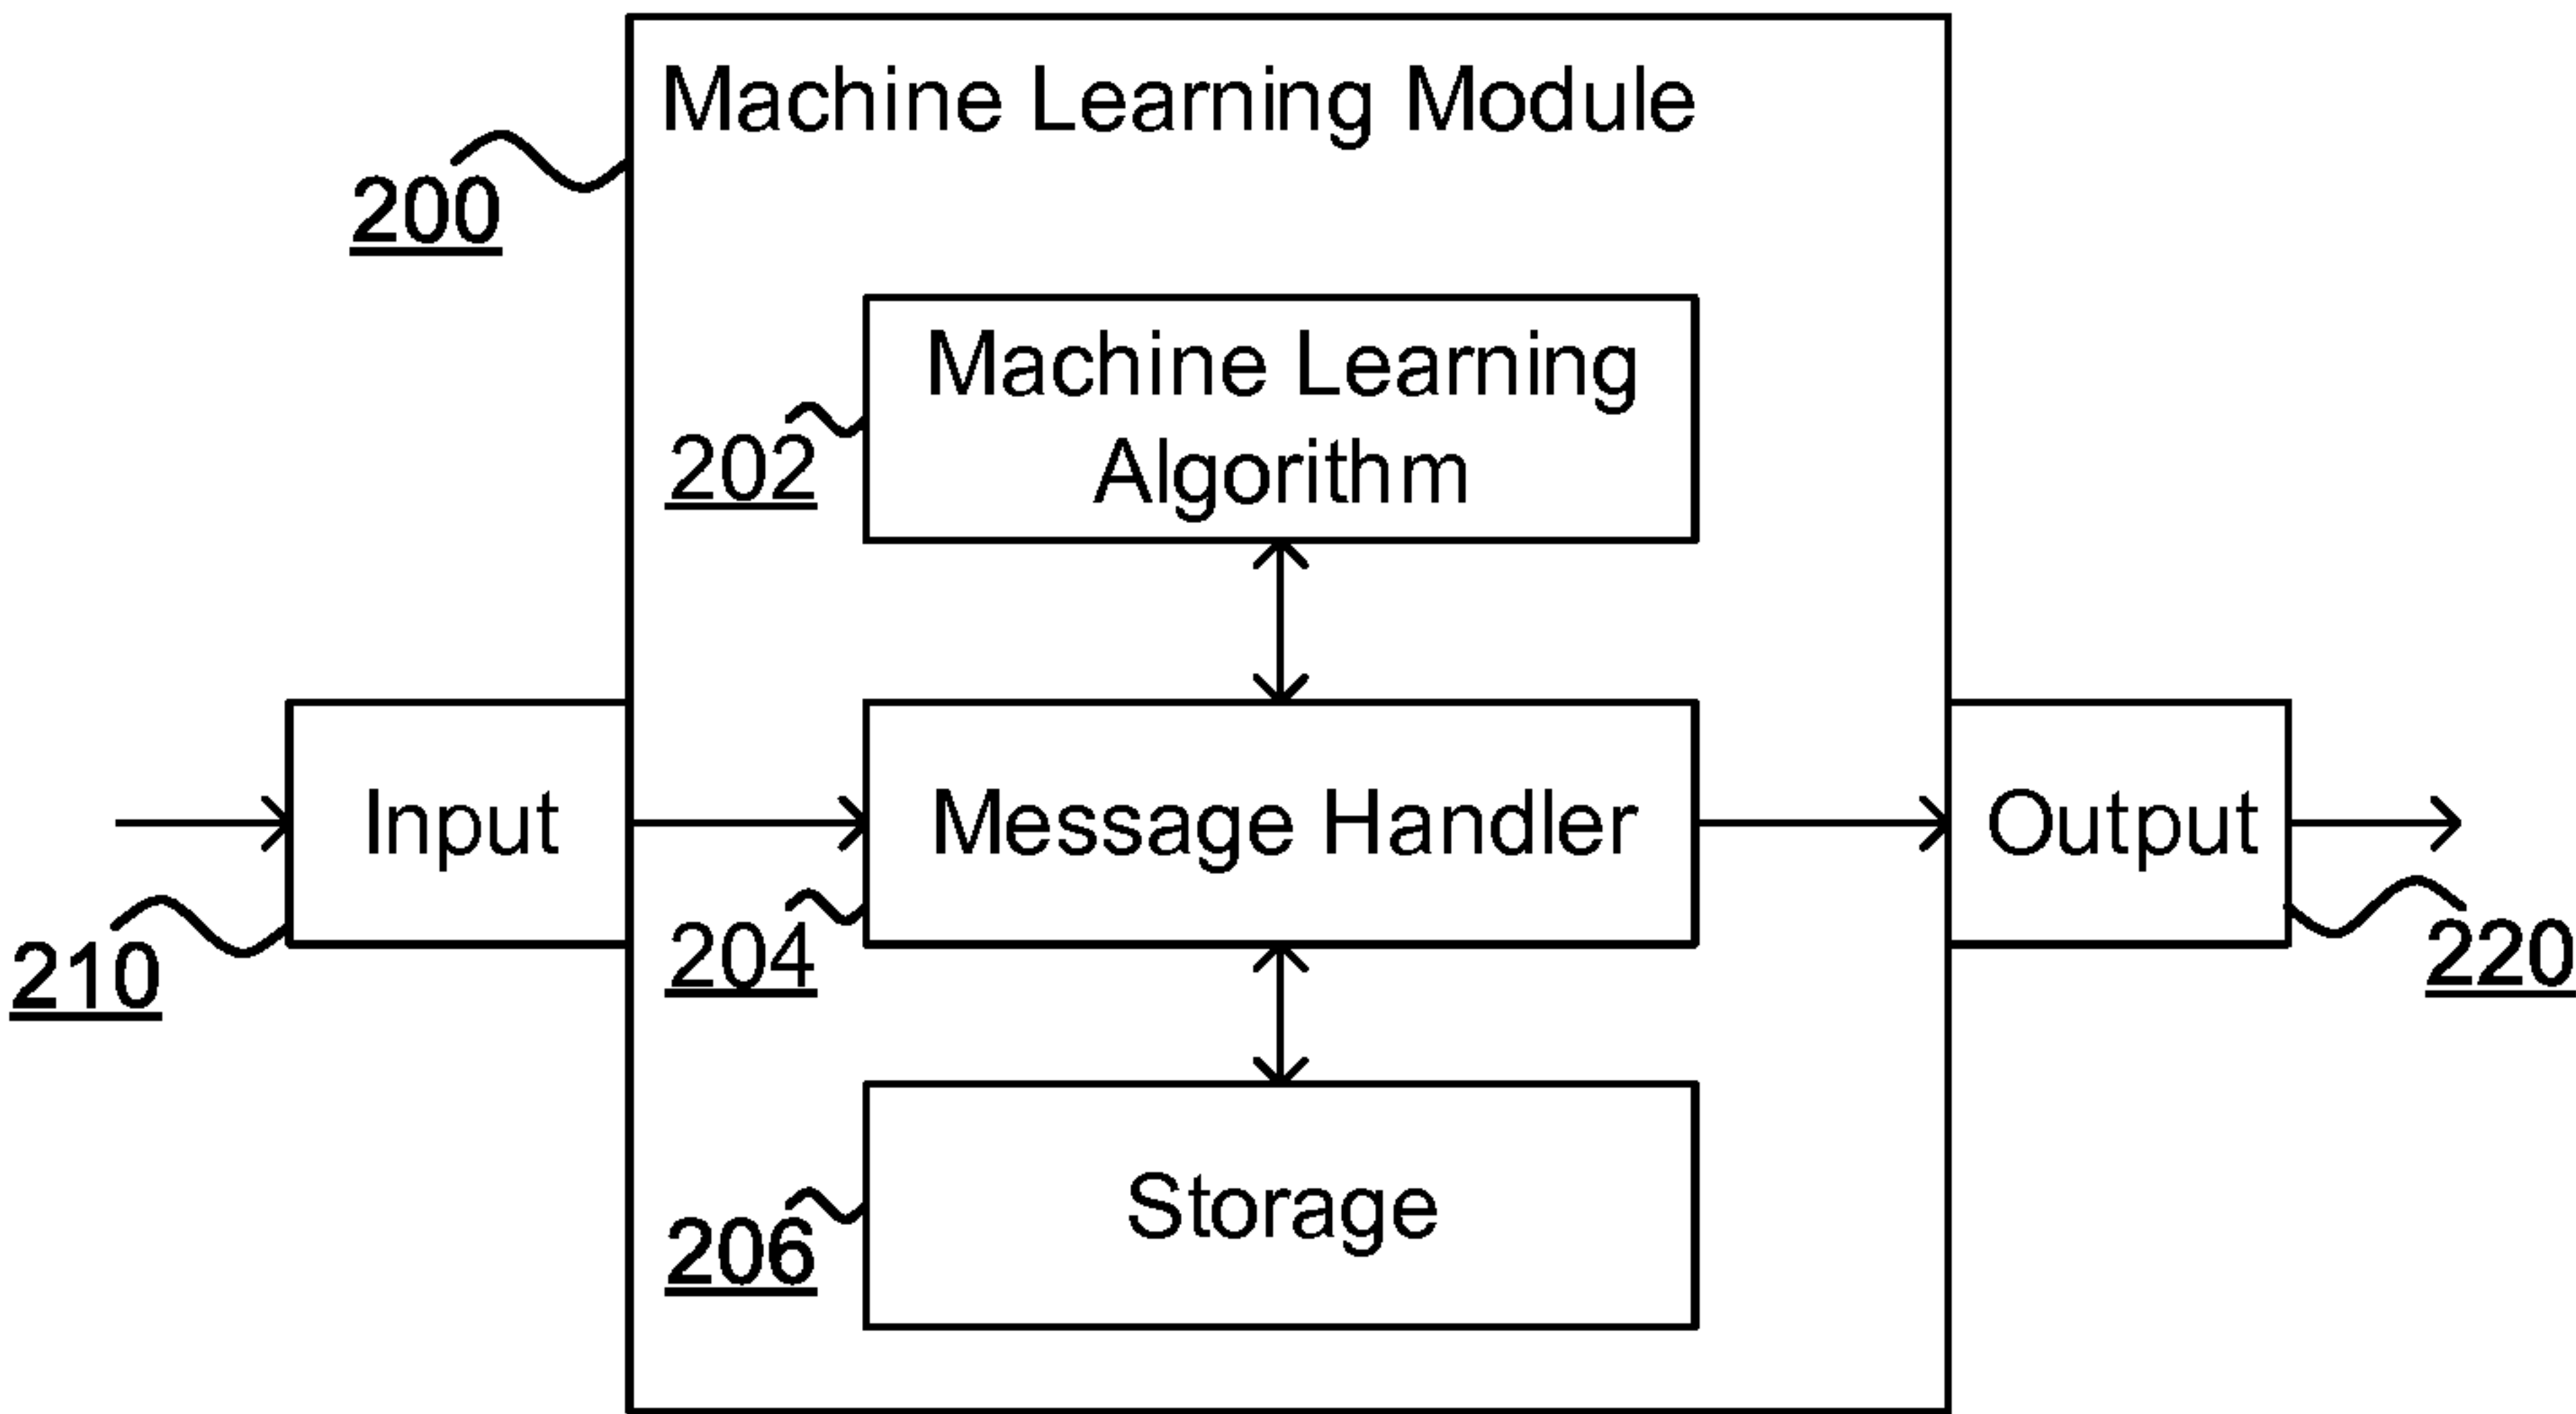 Machine Learning Module
200
Machine Learning
Algorithm
202
Input
Message Handler
Output
210
204
220
Storage
206